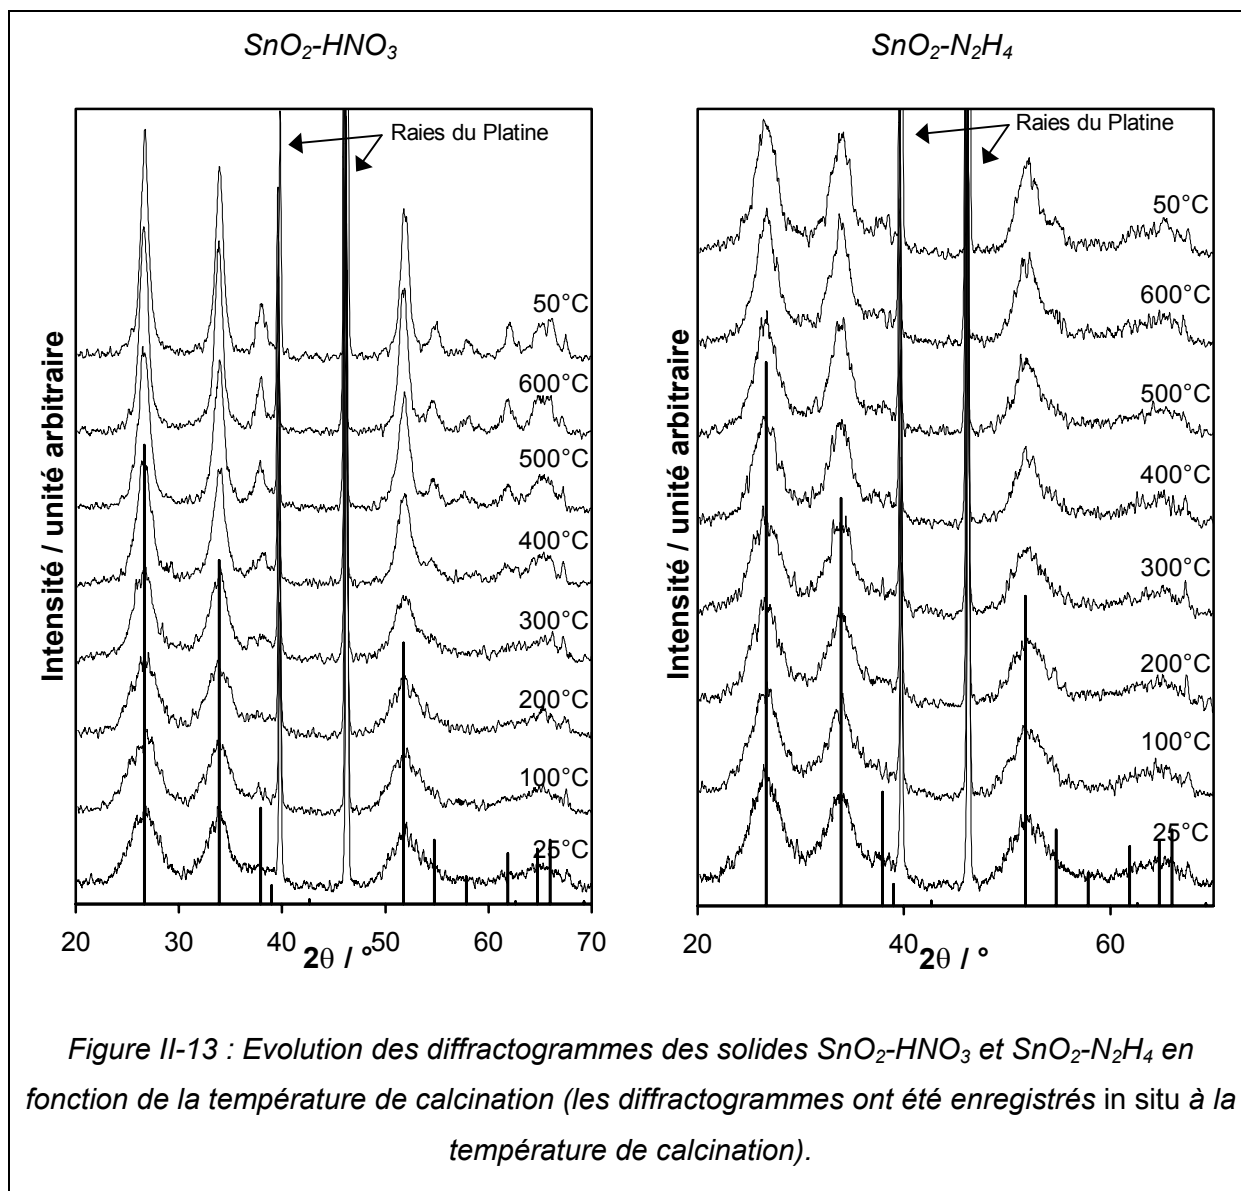 SnO2-HNO3
SnO2-N2H4
Raies du Platine
50°C
600°C
500°C
400°C
300°C
200°C
100°C
25°C
Intensité / unité arbitraire
20 30 40 50 60 70
2θ / °
Raies du Platine
50°C
600°C
500°C
400°C
300°C
200°C
100°C
25°C
Intensité / unité arbitraire
20 40 60
2θ / °
Figure II-13 : Evolution des diffractogrammes des solides SnO2-HNO3 et SnO2-N2H4 en
fonction de la température de calcination (les diffractogrammes ont été enregistrés in situ à la
température de calcination).